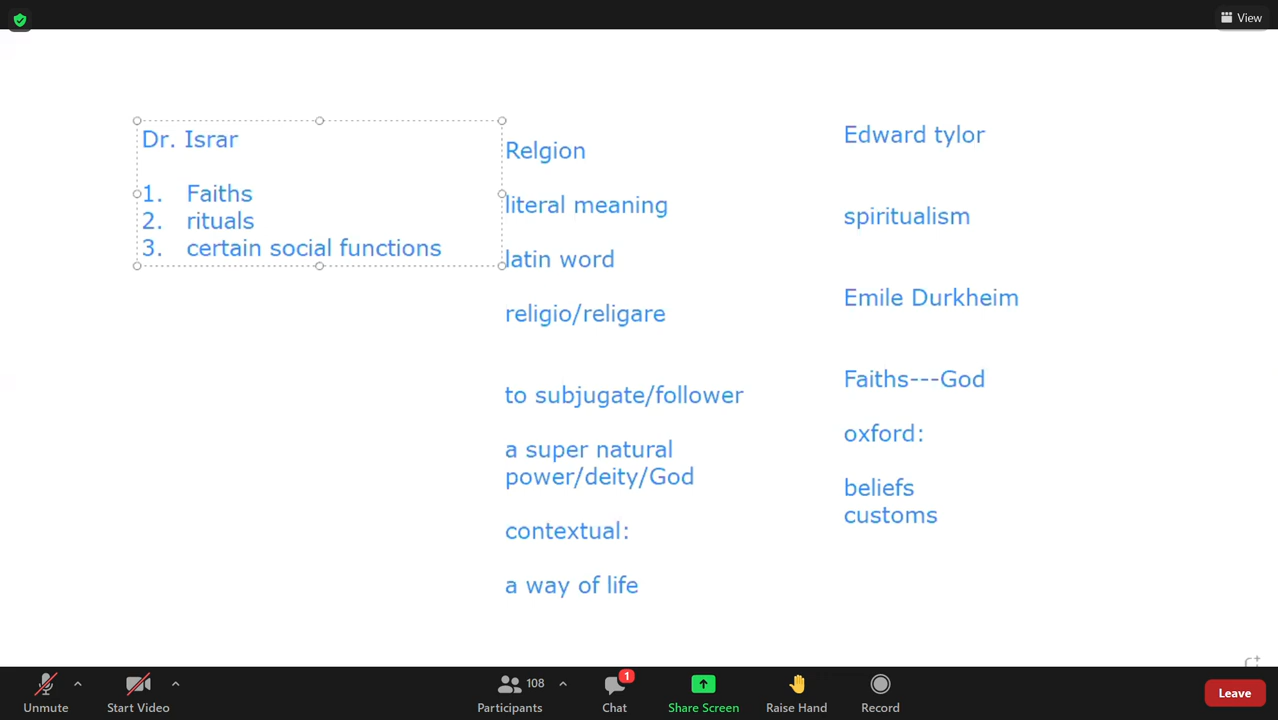 View
Dr. Israr
1. Faiths
2. rituals
3. certain social functions
Relgion
literal meaning
latin word
religio/religare
to subjugate/follower
a super natural
power/deity/God
contextual:
a way of life
Edward tylor
spiritualism
Emile Durkheim
Faiths---God
oxford:
beliefs
customs
Unmute
Start Video
108
Participants
1
Chat
Share Screen
Raise Hand
Record
Leave